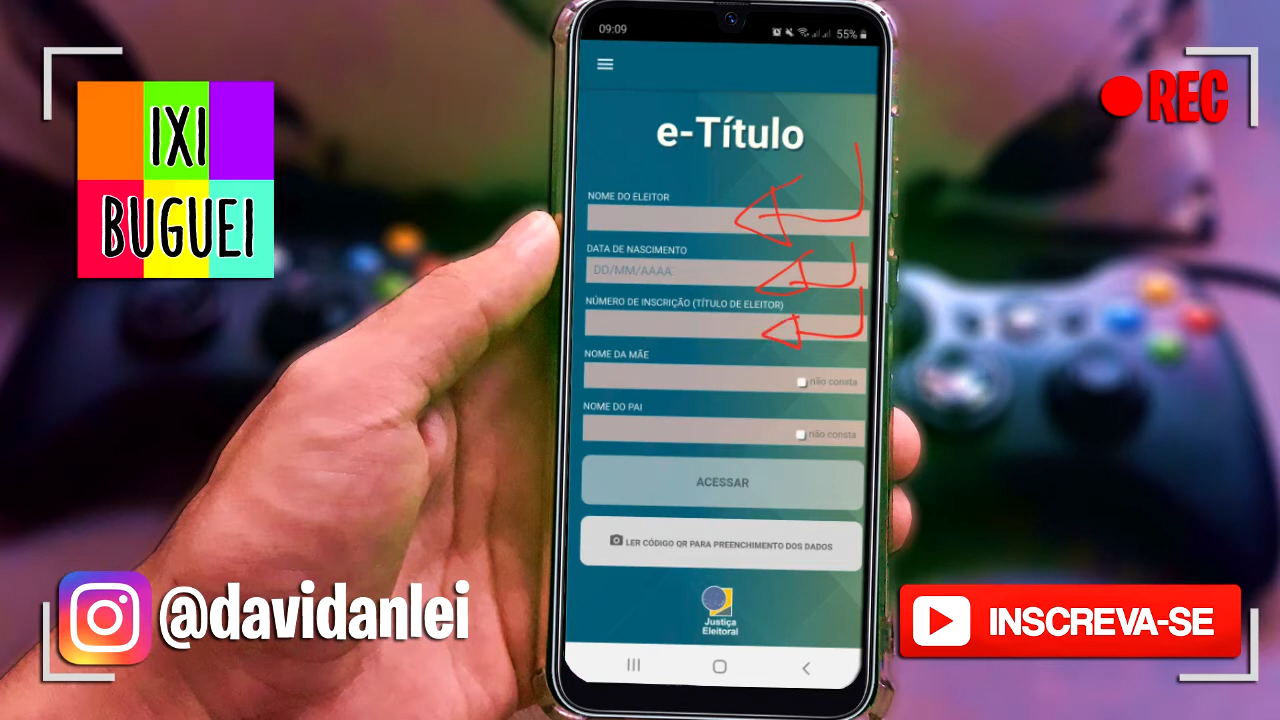 IXI
BUGUEI
REC
09:09
55%
e-Título
NOME DO ELEITOR
DATA DE NASCIMENTO
DD/MM/AAAA
NÚMERO DE INSCRIÇÃO (TÍTULO DE ELEITOR)
NOME DA MÃE
não consta
NOME DO PAI
não consta
ACESSAR
LER CÓDIGO QR PARA PREENCHIMENTO DOS DADOS
Justiça
Eleitoral
@davidanlei
INSCREVA-SE